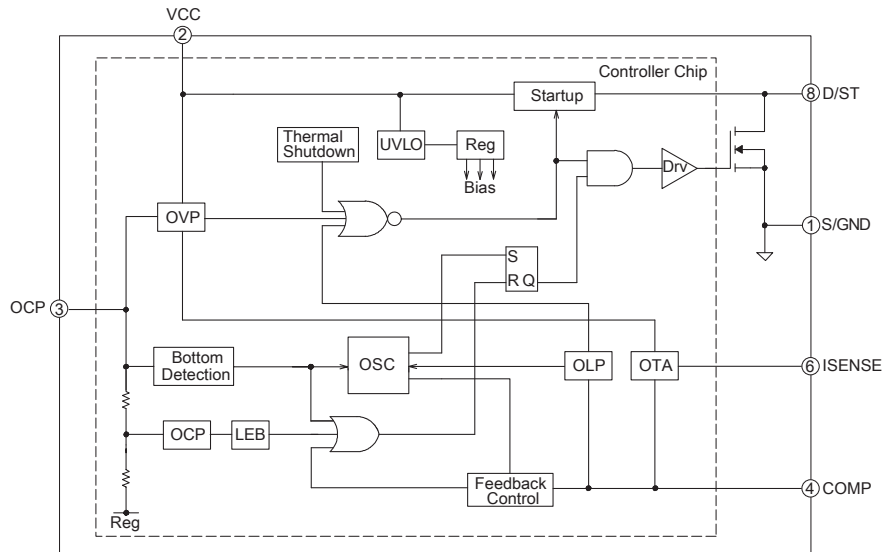 VCC
2
Controller Chip
Startup
8 D/ST
Thermal
Shutdown
UVLO
Reg
Bias
Drv
OVP
1 S/GND
S
R Q
OCP 3
Bottom
Detection
OSC
OLP
OTA
6 ISENSE
OCP
LEB
Feedback
Control
4 COMP
Reg